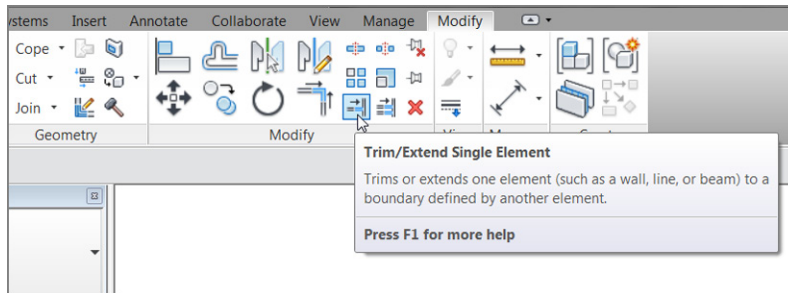 ystems Insert Annotate Collaborate View Manage Modify
Cope
Cut
Join
Geometry Modify
Trim/Extend Single Element
Trims or extends one element (such as a wall, line, or beam) to a
boundary defined by another element.
Press F1 for more help